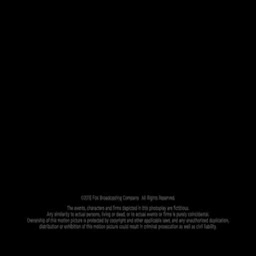 ©2015 Fox Broadcasting Company. All Rights Reserved.
The events, characters and firms depicted in this photoplay are fictitious.
Any similarity to actual persons, living or dead, or to actual events or firms is purely coincidental.
Ownership of this motion picture is protected by copyright and other applicable laws, and any unauthorized duplication,
distribution or exhibition of this motion picture could result in criminal prosecution as well as civil liability.